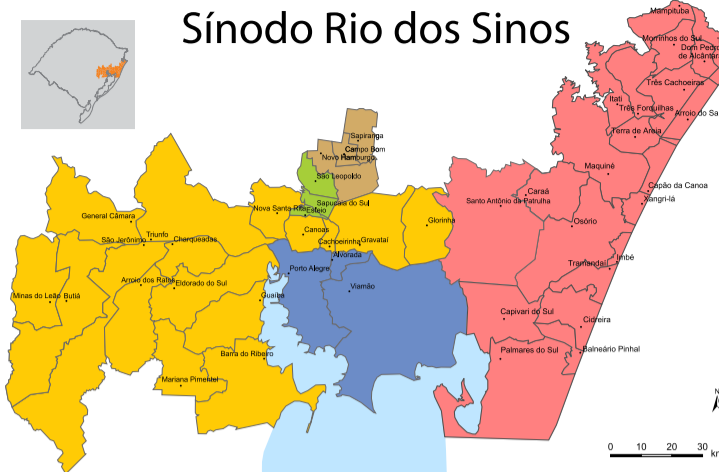 Sínodo Rio dos Sinos
Mampituba
Morrinhos do Sul
Dom Pedro
de Alcântara
Três Cachoeiras
Itati
Três Forquilhas
Arroio do Sa
Terra de Areia
Maquiné
Capão da Canoa
Xangri-lá
Caraá
Santo Antônio da Patrulha
Osório
Imbé
Tramandaí
Capivari do Sul
Cidreira
Palmares do Sul
Balneário Pinhal
Sapiranga
Campo Bom
Novo Hamburgo
São Leopoldo
Sapucaia do Sul
Esteio
Nova Santa Rita
Canoas
Cachoeirinha
Gravataí
Glorinha
Alvorada
Porto Alegre
Viamão
General Câmara
Triunfo
São Jerônimo
Charqueadas
Arroio dos Ratos
Eldorado do Sul
Minas do Leão
Butiá
Guaíba
Barra do Ribeiro
Mariana Pimentel
N
0 10 20 30
km